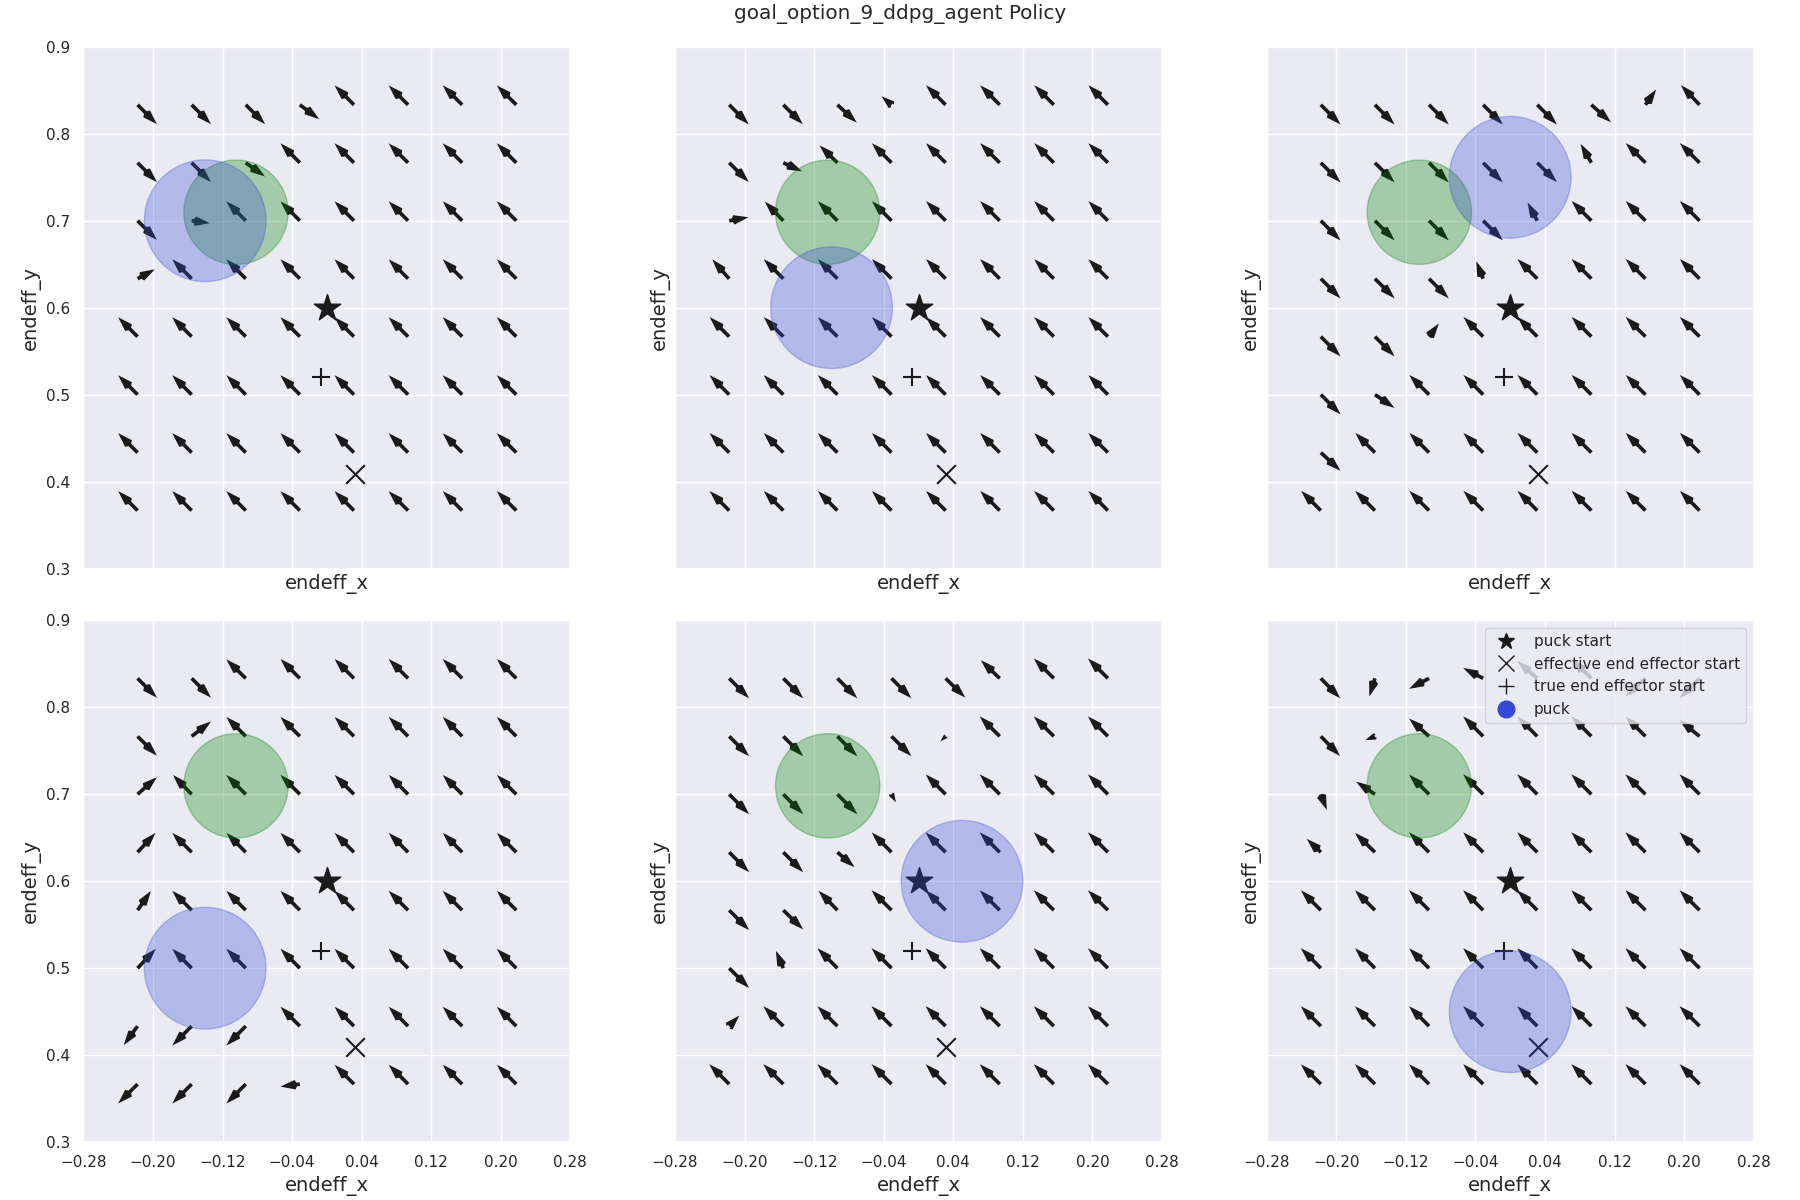 goal_option_9_ddpg_agent Policy
0.9
0.8
0.7
0.6
0.5
0.4
0.3
endeff_y
endeff_x
endeff_y
endeff_x
endeff_y
endeff_x
0.9
0.8
0.7
0.6
0.5
0.4
0.3
endeff_y
−0.28 −0.20 −0.12 −0.04 0.04 0.12 0.20 0.28
endeff_x
endeff_y
−0.28 −0.20 −0.12 −0.04 0.04 0.12 0.20 0.28
endeff_x
endeff_y
puck start
effective end effector start
true end effector start
puck
−0.28 −0.20 −0.12 −0.04 0.04 0.12 0.20 0.28
endeff_x